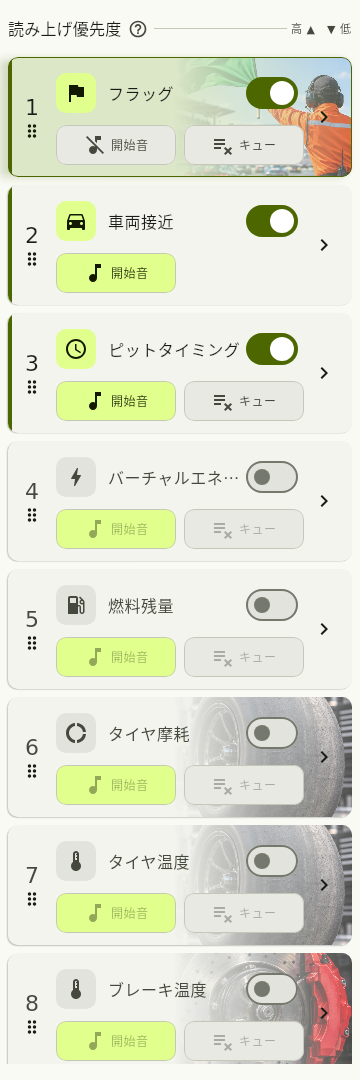 読み上げ優先度 高 ▲ ▼ 低
1 フラッグ
開始音 キュー
2 車両接近
開始音
3 ピットタイミング
開始音 キュー
4 バーチャルエネ…
開始音 キュー
5 燃料残量
開始音 キュー
6 タイヤ摩耗
開始音 キュー
7 タイヤ温度
開始音 キュー
8 ブレーキ温度
開始音 キュー